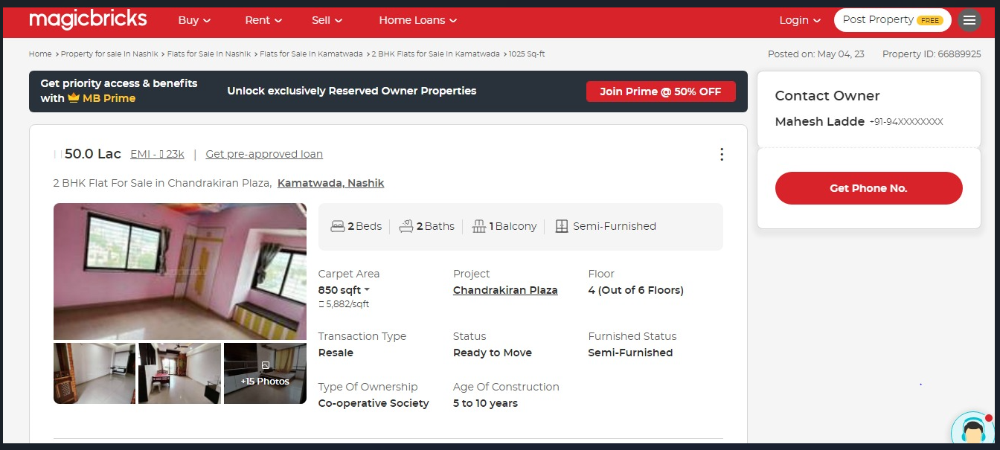 magicbricks Buy Rent Sell Home Loans Login Post Property FREE
Home > Property for sale in Nashik > Flats for Sale in Nashik > Flats for Sale in Kamatwada > 2 BHK Flats for Sale in Kamatwada > 1025 Sq-ft
Posted on: May 04, 23 Property ID: 66889925
Get priority access & benefits
with MB Prime
Unlock exclusively Reserved Owner Properties
Join Prime @ 50% OFF
Contact Owner
Mahesh Ladde +91-94XXXXXXXX
Get Phone No.
50.0 Lac EMI - 23k | Get pre-approved loan
2 BHK Flat For Sale in Chandrakiran Plaza, Kamatwada, Nashik
2 Beds 2 Baths 1 Balcony Semi-Furnished
Carpet Area Project Floor
850 sqft Chandrakiran Plaza 4 (Out of 6 Floors)
5,882/sqft
Transaction Type Status Furnished Status
Resale Ready to Move Semi-Furnished
+15 Photos
Type Of Ownership Age Of Construction
Co-operative Society 5 to 10 years